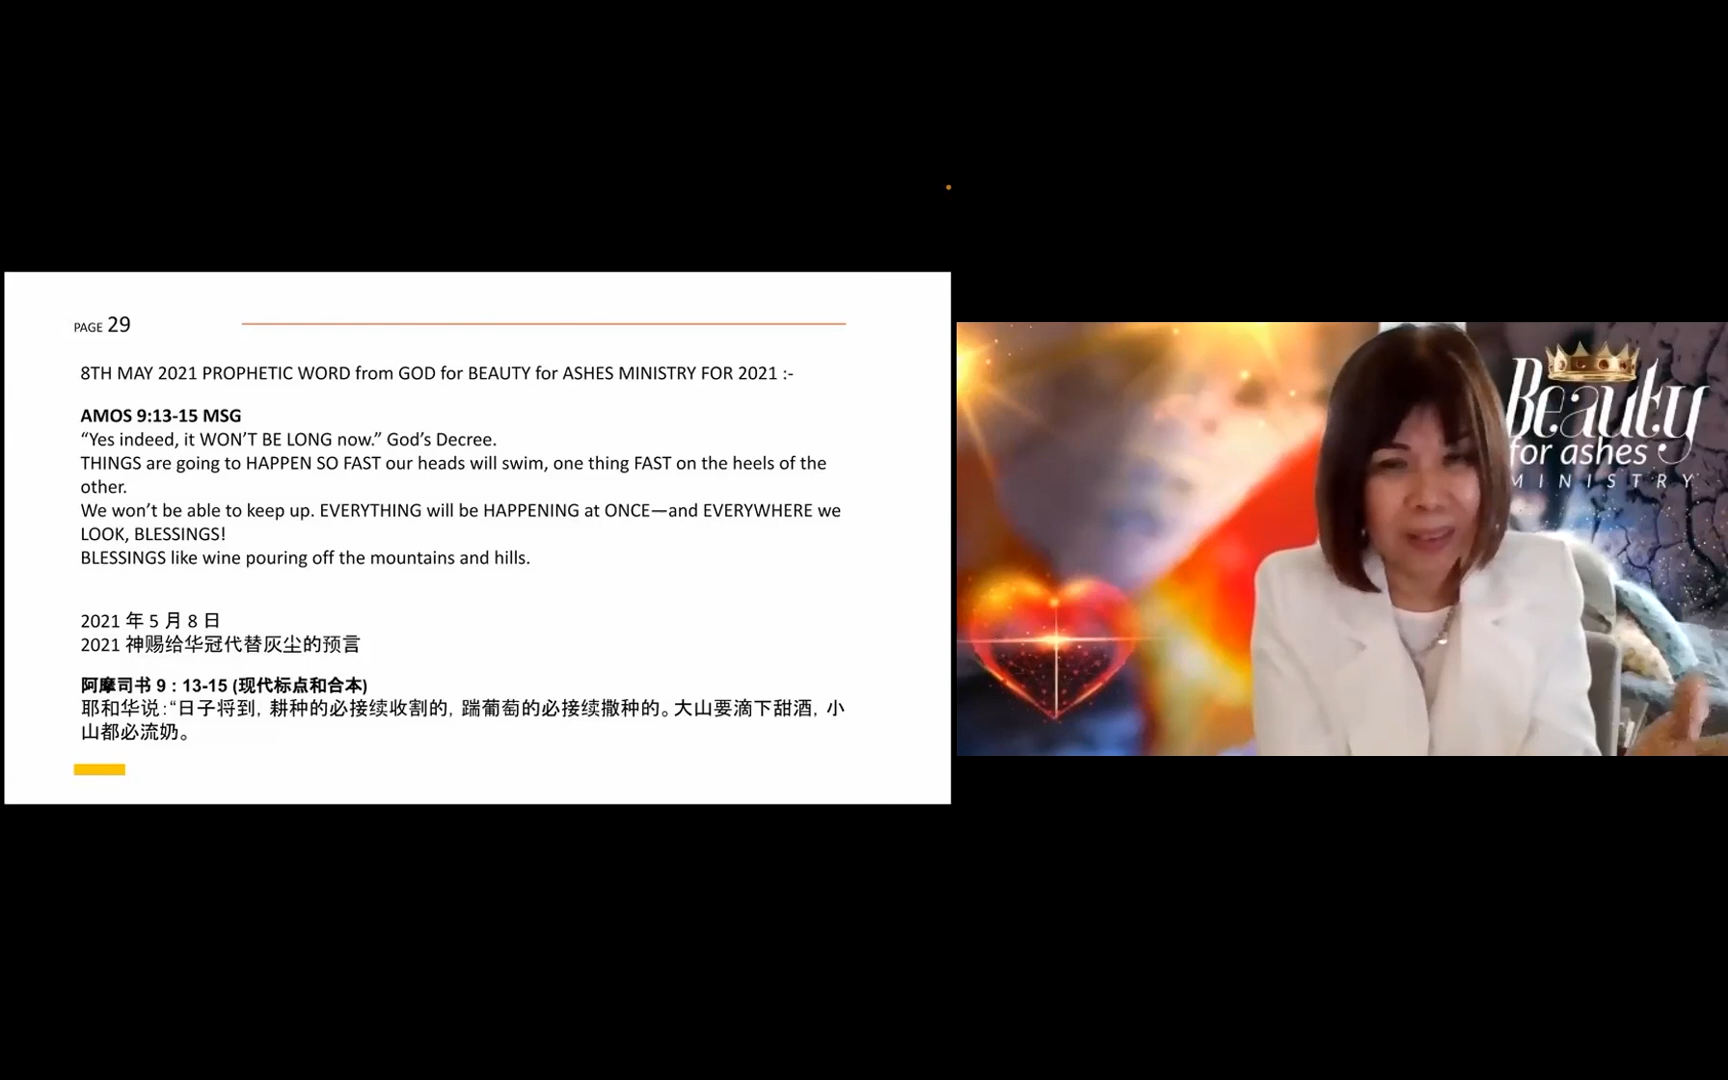 PAGE 29
8TH MAY 2021 PROPHETIC WORD from GOD for BEAUTY for ASHES MINISTRY FOR 2021 :-
AMOS 9:13-15 MSG
“Yes indeed, it WON’T BE LONG now.” God’s Decree.
THINGS are going to HAPPEN SO FAST our heads will swim, one thing FAST on the heels of the
other.
We won’t be able to keep up. EVERYTHING will be HAPPENING at ONCE—and EVERYWHERE we
LOOK, BLESSINGS!
BLESSINGS like wine pouring off the mountains and hills.
2021 年 5 月 8 日
2021 神赐给华冠代替灰尘的预言
阿摩司书 9 : 13-15 (现代标点和合本)
耶和华说：“日子将到，耕种的必接续收割的，踹葡萄的必接续撒种的。大山要滴下甜酒，小
山都必流奶。
Beauty
for ashes
MINISTRY